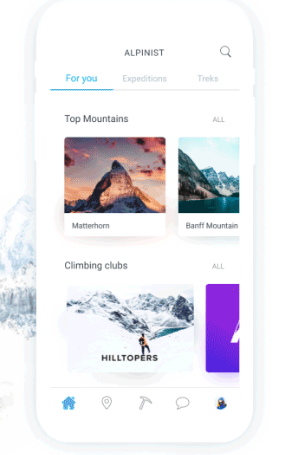 ALPINIST
For you Expeditions Treks
Top Mountains ALL
Matterhorn Banff Mountain
Climbing clubs ALL
HILLTOPERS